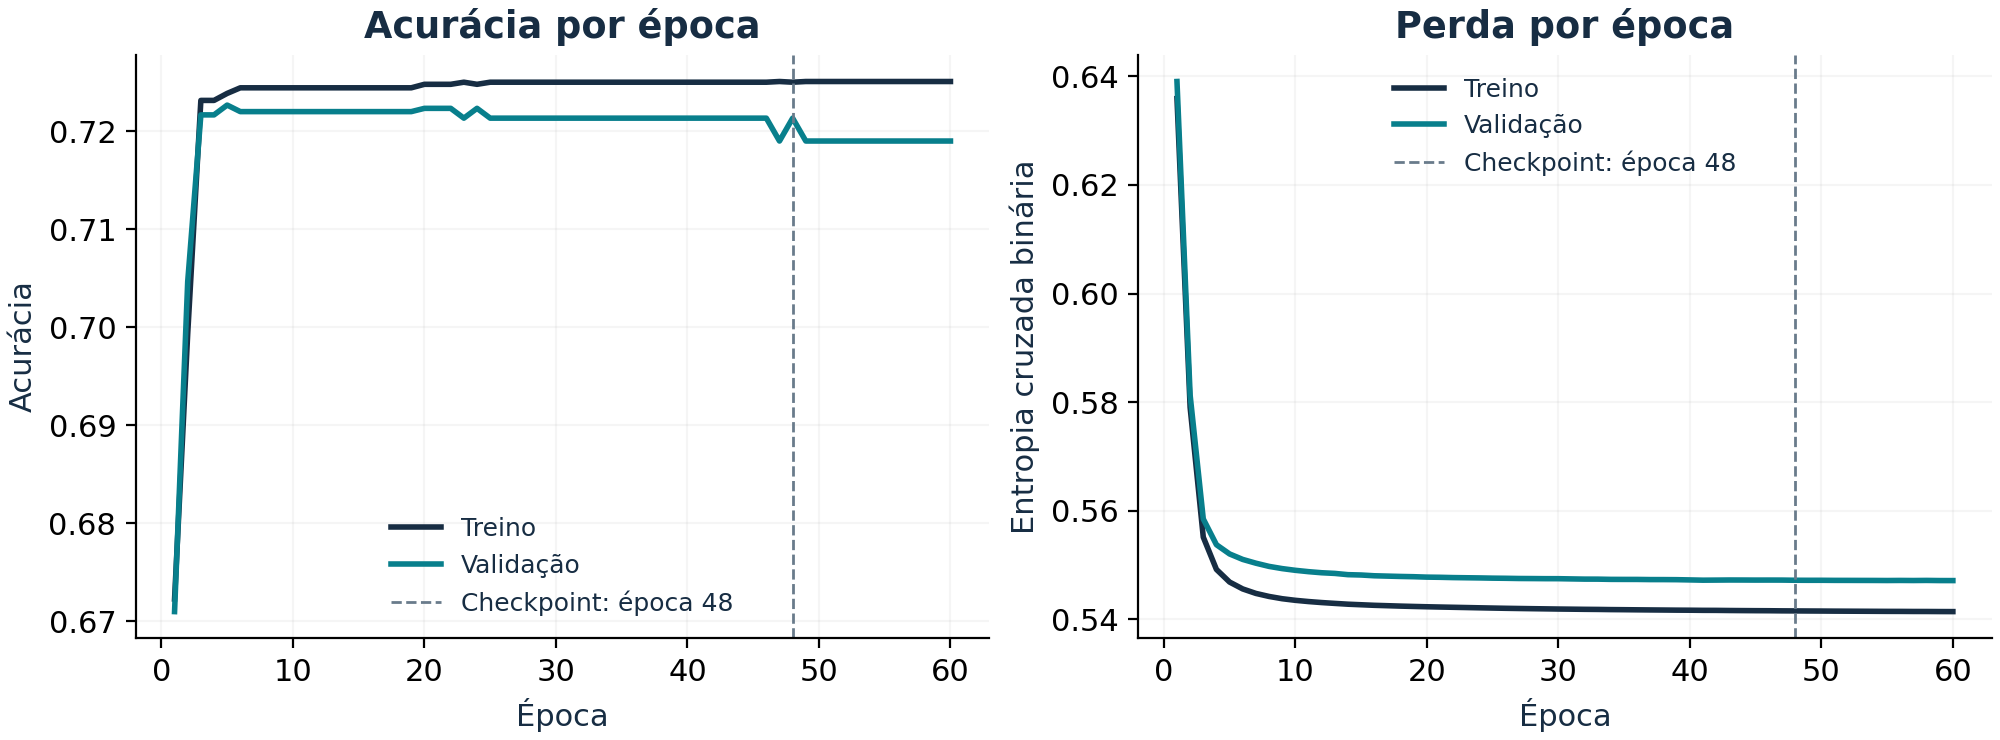 Acurácia por época
Acurácia
0.72
0.71
0.70
0.69
0.68
0.67
Treino
Validação
Checkpoint: época 48
0 10 20 30 40 50 60
Época
Perda por época
Entropia cruzada binária
0.64
0.62
0.60
0.58
0.56
0.54
Treino
Validação
Checkpoint: época 48
0 10 20 30 40 50 60
Época